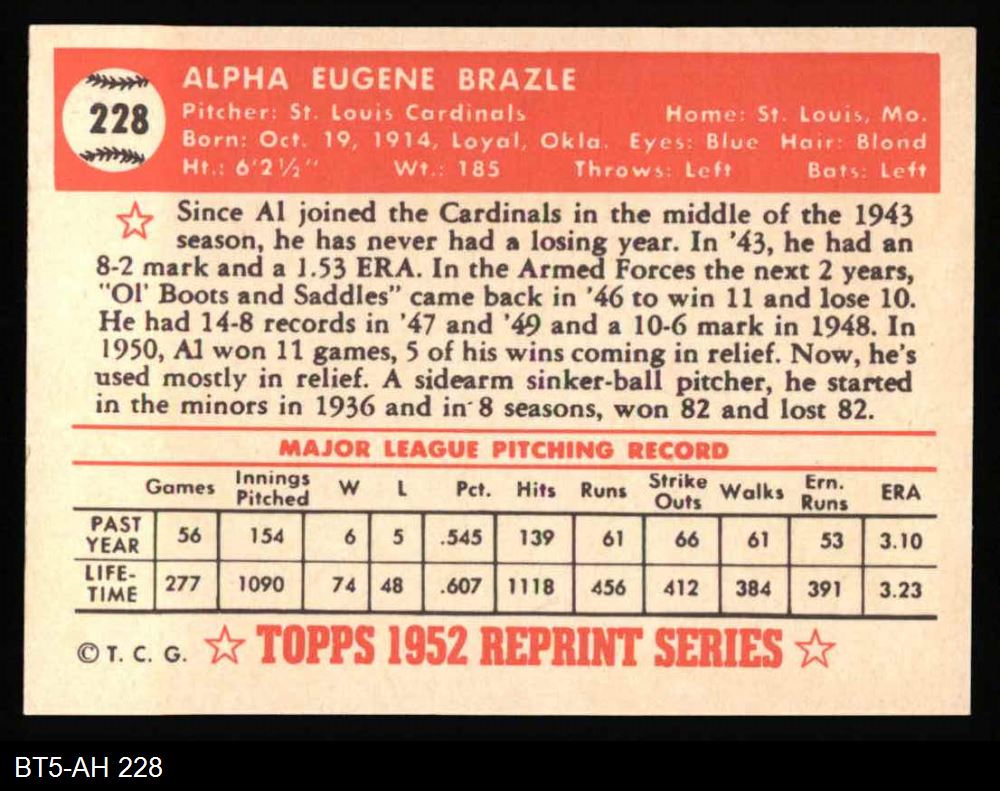 228
ALPHA EUGENE BRAZLE
Pitcher: St. Louis Cardinals Home: St. Louis, Mo.
Born: Oct. 19, 1914, Loyal, Okla. Eyes: Blue Hair: Blond
Ht.: 6'2½" Wt.: 185 Throws: Left Bats: Left
Since Al joined the Cardinals in the middle of the 1943
season, he has never had a losing year. In '43, he had an
8-2 mark and a 1.53 ERA. In the Armed Forces the next 2 years,
"Ol' Boots and Saddles" came back in '46 to win 11 and lose 10.
He had 14-8 records in '47 and '49 and a 10-6 mark in 1948. In
1950, Al won 11 games, 5 of his wins coming in relief. Now, he's
used mostly in relief. A sidearm sinker-ball pitcher, he started
in the minors in 1936 and in 8 seasons, won 82 and lost 82.
MAJOR LEAGUE PITCHING RECORD
Games Innings Pitched W L Pct. Hits Runs Strike Outs Walks Ern. Runs ERA
PAST YEAR 56 154 6 5 .545 139 61 66 61 53 3.10
LIFE-TIME 277 1090 74 48 .607 1118 456 412 384 391 3.23
© T. C. G. ☆ TOPPS 1952 REPRINT SERIES ☆
BT5-AH 228